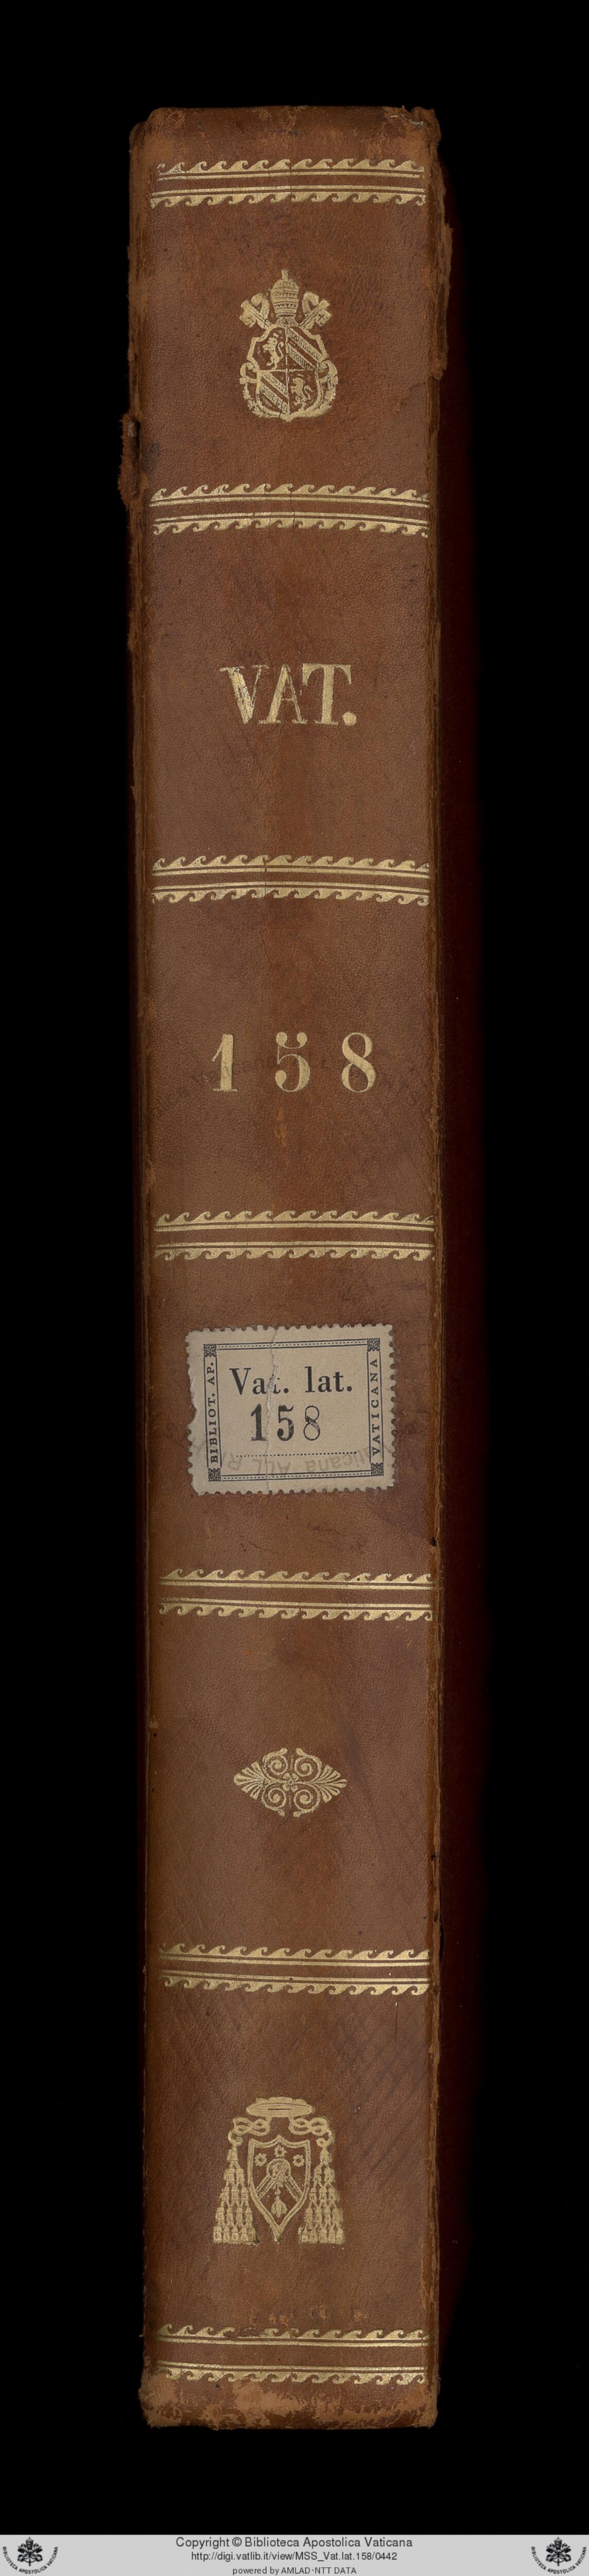 VAT.
158
BIBLIOT. AP.
Vat. lat.
158
VATICANA
Copyright © Biblioteca Apostolica Vaticana
http://digi.vatlib.it/view/MSS_Vat.lat.158/0442
powered by AMLAD-NTT DATA